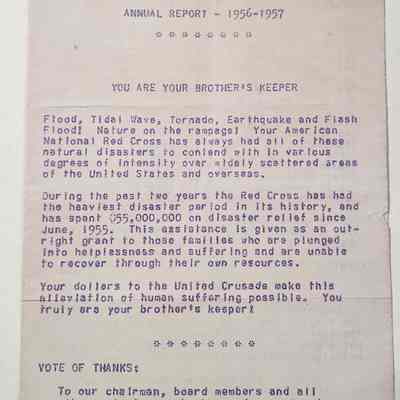 ANNUAL REPORT - 1956-1957
☼ ☼ ☼ ☼ ☼ ☼ ☼ ☼
YOU ARE YOUR BROTHER'S KEEPER
Flood, Tidal Wave, Tornado, Earthquake and Flash
Flood! Nature on the rampage! Your American
National Red Cross has always had all of these
natural disasters to contend with in various
degrees of intensity over widely scattered areas
of the United States and overseas.
During the past two years the Red Cross has had
the heaviest disaster period in its history, and
has spent $55,000,000 on disaster relief since
June, 1955. This assistance is given as an out-
right grant to those families who are plunged
into helplessness and suffering and are unable
to recover through their own resources.
Your dollars to the United Crusade make this
alleviation of human suffering possible. You
truly are your brother's keeper!
☼ ☼ ☼ ☼ ☼ ☼ ☼ ☼
VOTE OF THANKS:
To our chairman, board members and all